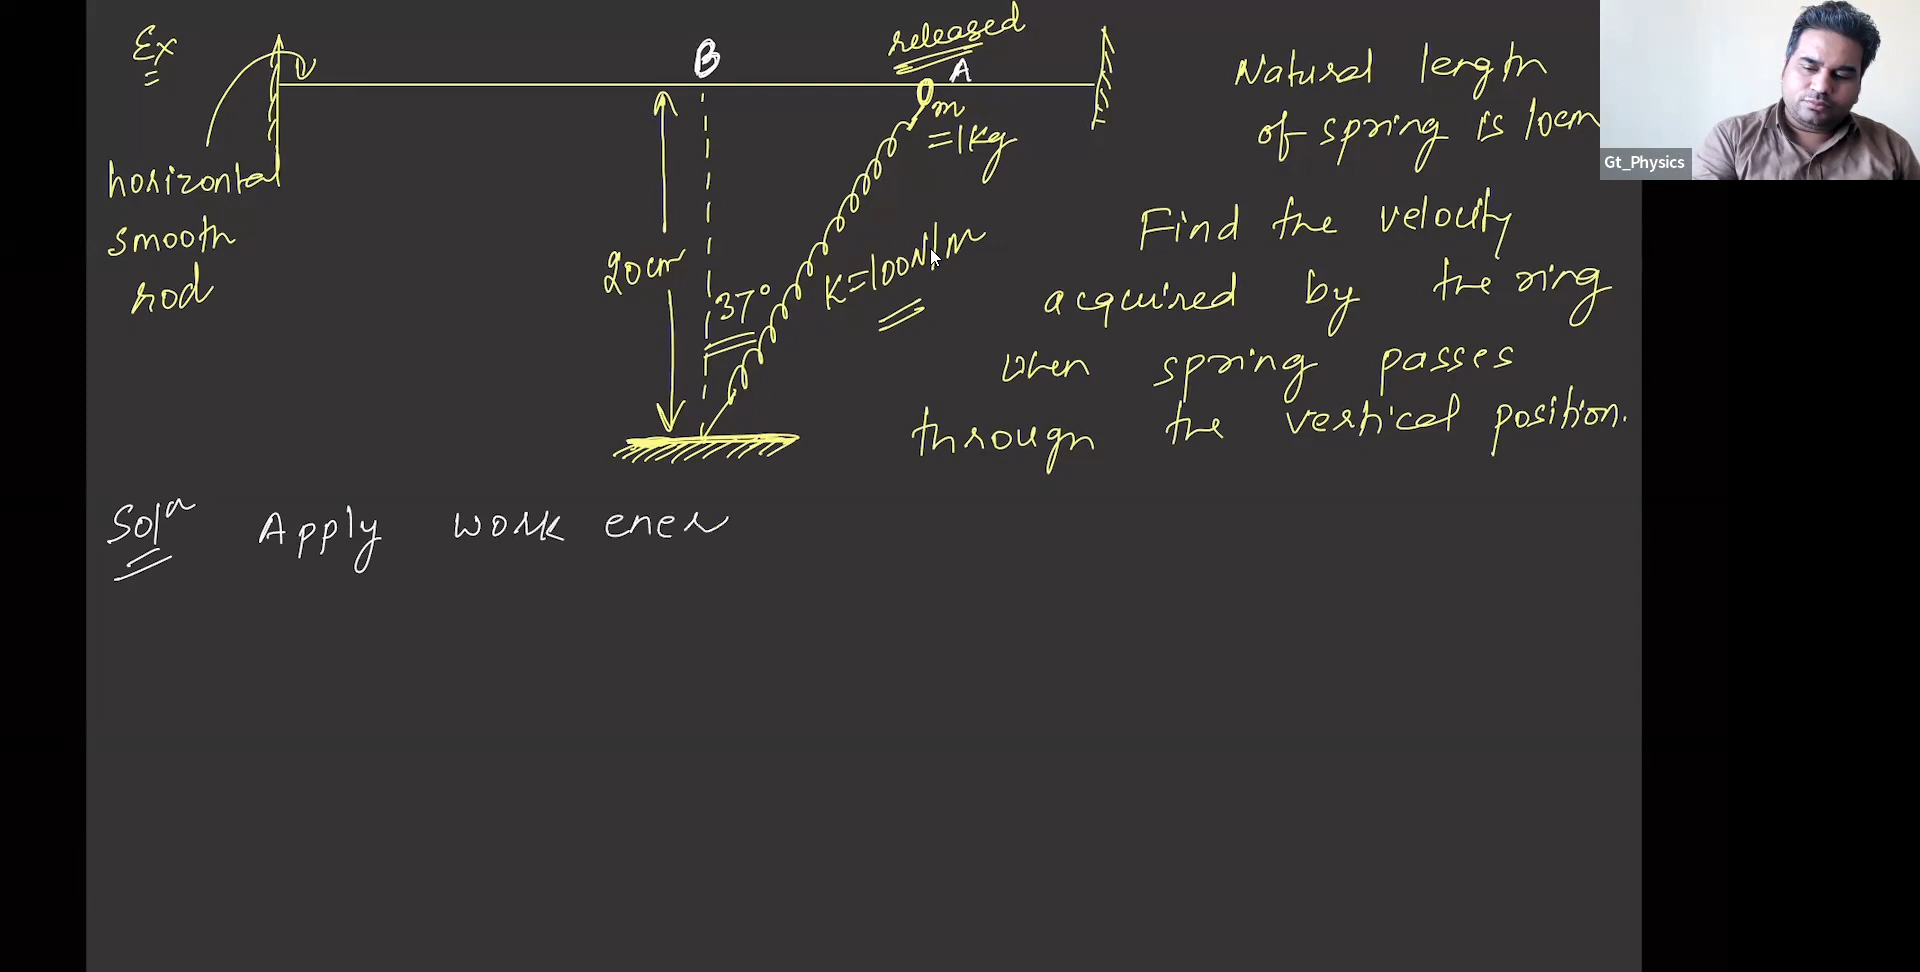 Ex
horizontal
smooth
rod
B
released
A
m
=1kg
20cm
37°
K=100N/m
Natural length
of spring is 10cm
Find the velocity
acquired by the ring
when spring passes
through the vertical position.
Gt_Physics
Solⁿ Apply work ener